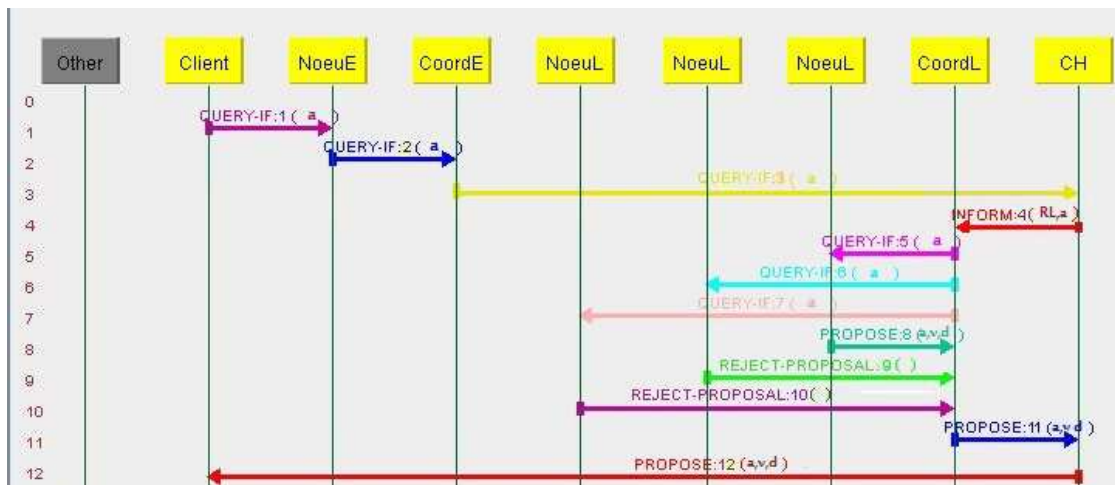 Other Client NoeuE CoordE NoeuL NoeuL NoeuL CoordL CH
0
QUERY-IF:1 ( a )
1
QUERY-IF:2 ( a )
2
QUERY-IF:3 ( a )
3
INFORM:4( RL,a )
4
QUERY-IF:5 ( a )
5
QUERY-IF:6 ( a )
6
QUERY-IF:7 ( a )
7
PROPOSE:8 (a,v,d )
8
REJECT-PROPOSAL:9( )
9
REJECT-PROPOSAL:10( )
10
PROPOSE:11 (a,v,d )
11
PROPOSE:12 (a,v,d )
12